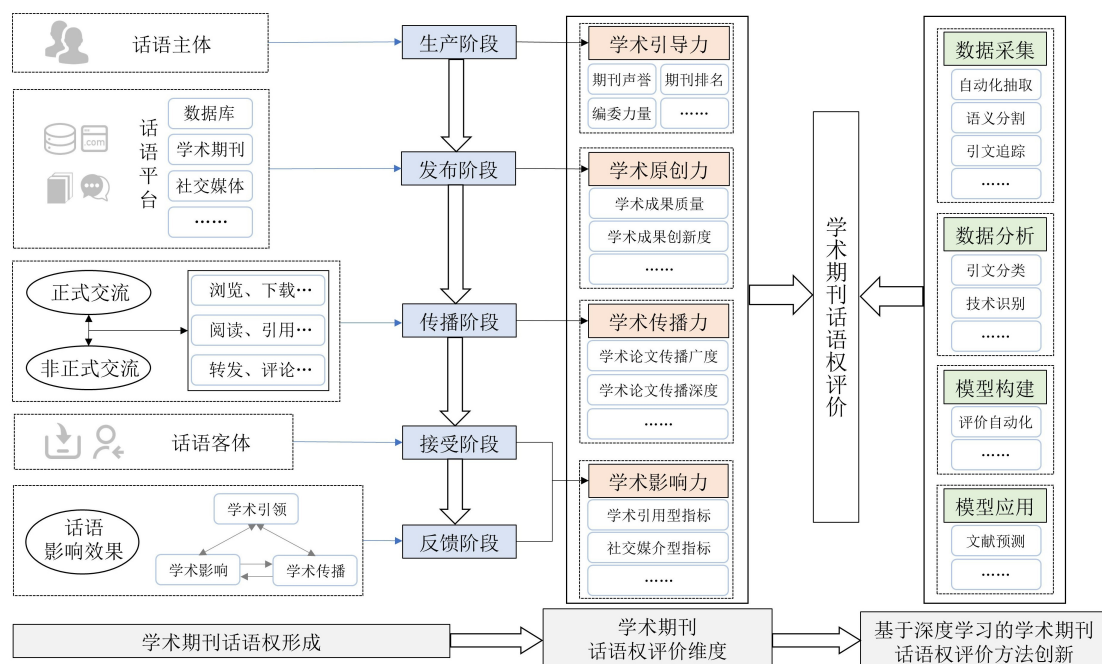 话语主体
话语平台
数据库
学术期刊
社交媒体
……
.com
正式交流
非正式交流
浏览、下载…
阅读、引用…
转发、评论…
话语客体
话语
影响效果
学术引领
学术影响
学术传播
生产阶段
发布阶段
传播阶段
接受阶段
反馈阶段
学术引导力
期刊声誉
期刊排名
编委力量
……
学术原创力
学术成果质量
学术成果创新度
……
学术传播力
学术论文传播广度
学术论文传播深度
……
学术影响力
学术引用型指标
社交媒介型指标
……
学术期刊话语权评价
数据采集
自动化抽取
语义分割
引文追踪
……
数据分析
引文分类
技术识别
……
模型构建
评价自动化
……
模型应用
文献预测
……
学术期刊话语权形成
学术期刊
话语权评价维度
基于深度学习的学术期刊
话语权评价方法创新